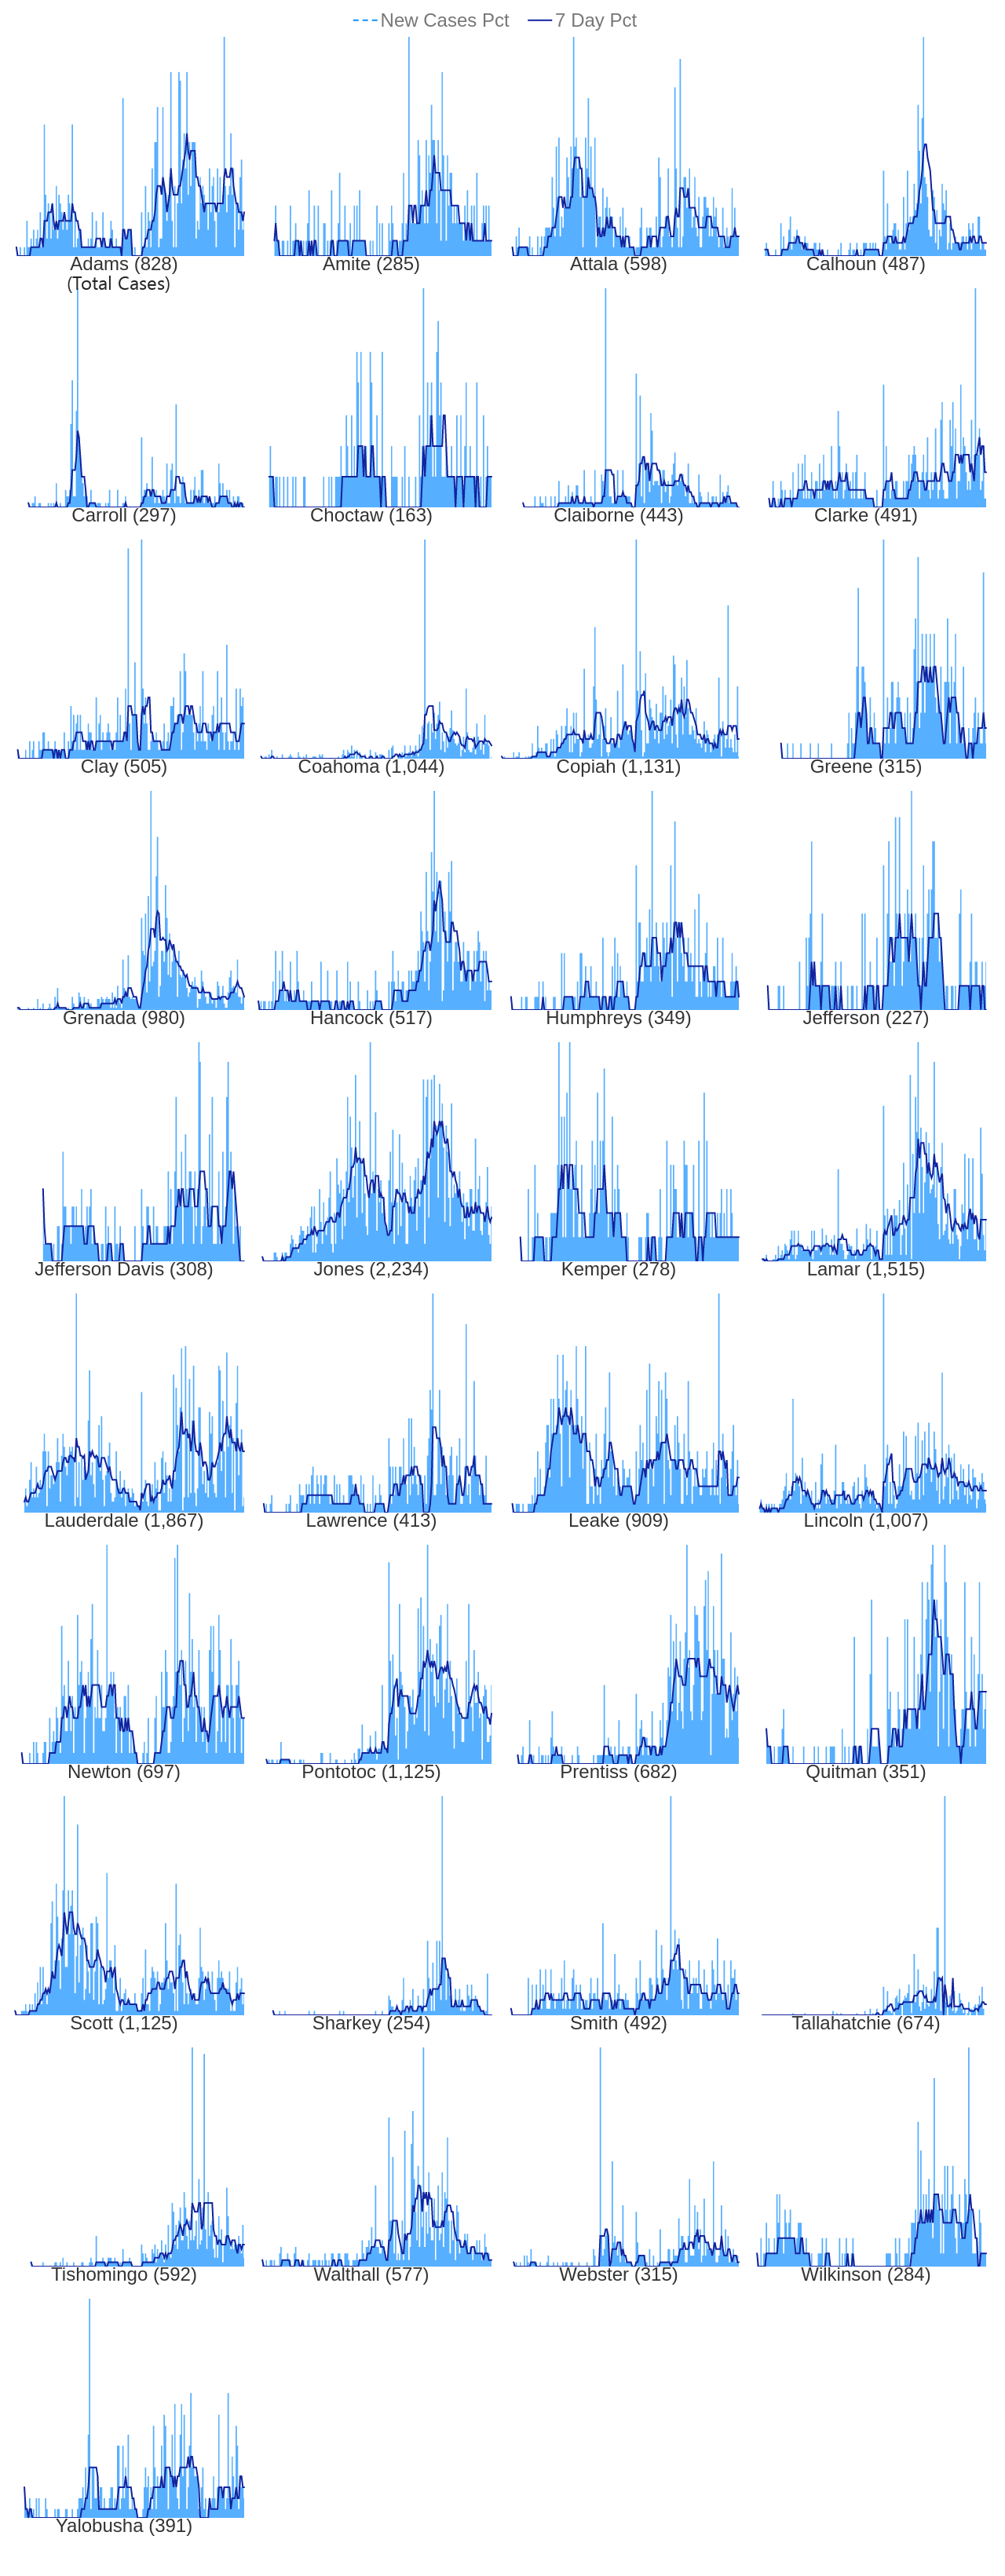 New Cases Pct 7 Day Pct
Adams (828) Amite (285) Attala (598) Calhoun (487)
(Total Cases)
Carroll (297) Choctaw (163) Claiborne (443) Clarke (491)
Clay (505) Coahoma (1,044) Copiah (1,131) Greene (315)
Grenada (980) Hancock (517) Humphreys (349) Jefferson (227)
Jefferson Davis (308) Jones (2,234) Kemper (278) Lamar (1,515)
Lauderdale (1,867) Lawrence (413) Leake (909) Lincoln (1,007)
Newton (697) Pontotoc (1,125) Prentiss (682) Quitman (351)
Scott (1,125) Sharkey (254) Smith (492) Tallahatchie (674)
Tishomingo (592) Walthall (577) Webster (315) Wilkinson (284)
Yalobusha (391)